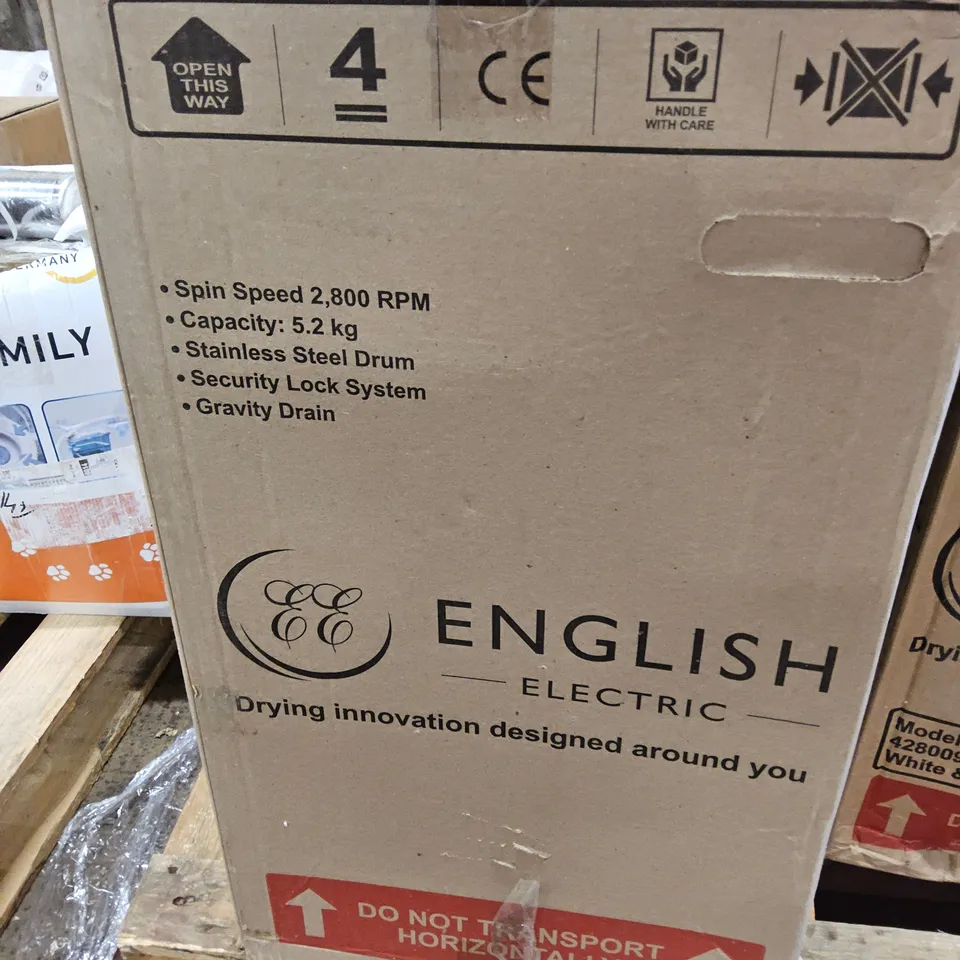 OPEN
THIS
WAY
4
CE
HANDLE
WITH CARE
• Spin Speed 2,800 RPM
• Capacity: 5.2 kg
• Stainless Steel Drum
• Security Lock System
• Gravity Drain
EE
ENGLISH
ELECTRIC
Drying innovation designed around you
DO NOT TRANSPORT
HORIZONTALLY
ERMANY
MILY
Dryi
Model
428009
White &
D